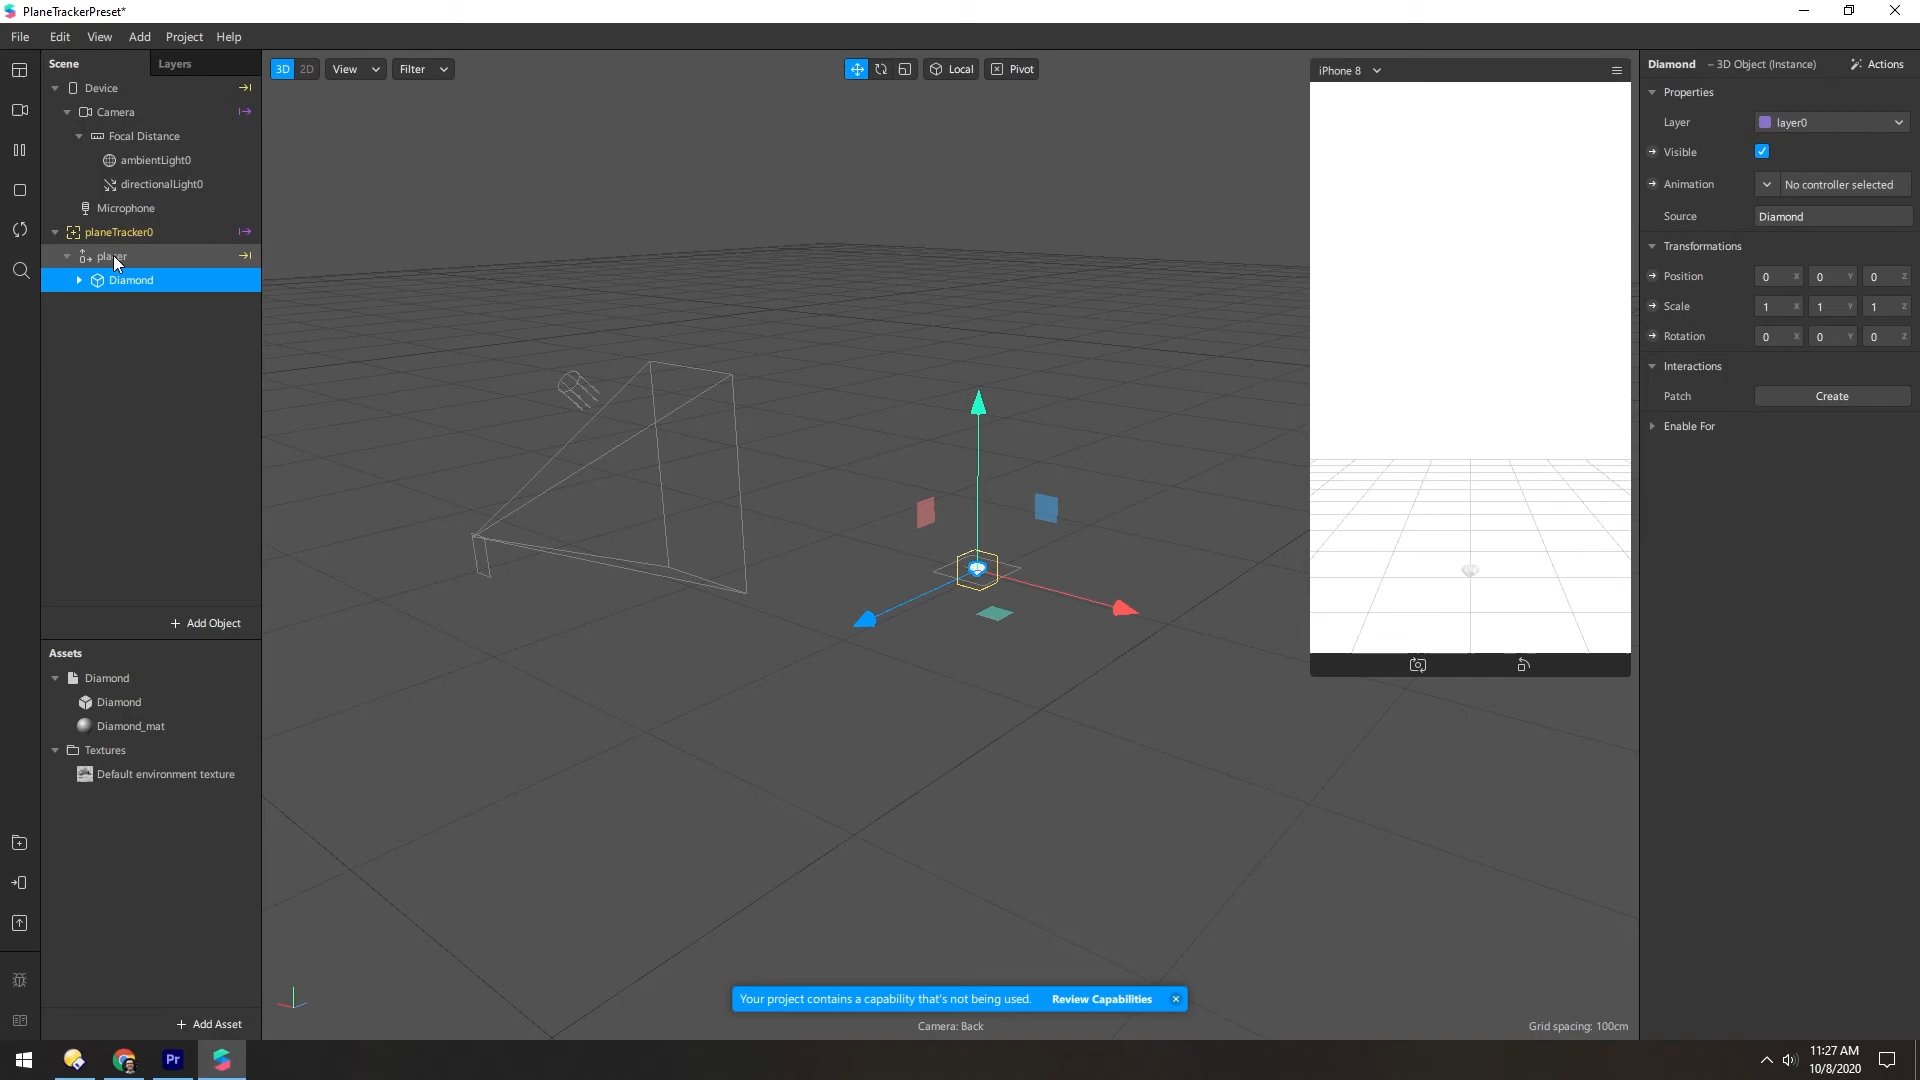 PlaneTrackerPreset*
File Edit View Add Project Help
Scene Layers
Device
Camera
Focal Distance
ambientLight0
directionalLight0
Microphone
planeTracker0
placer
Diamond
+ Add Object
Assets
Diamond
Diamond
Diamond_mat
Textures
Default environment texture
+ Add Asset
3D 2D View Filter
Local Pivot
iPhone 8
Your project contains a capability that's not being used. Review Capabilities
Camera: Back
Grid spacing: 100cm
Diamond – 3D Object (Instance) Actions
Properties
Layer layer0
Visible
Animation No controller selected
Source Diamond
Transformations
Position 0 X 0 Y 0 Z
Scale 1 X 1 Y 1 Z
Rotation 0 X 0 Y 0 Z
Interactions
Patch Create
Enable For
Pr
11:27 AM
10/8/2020